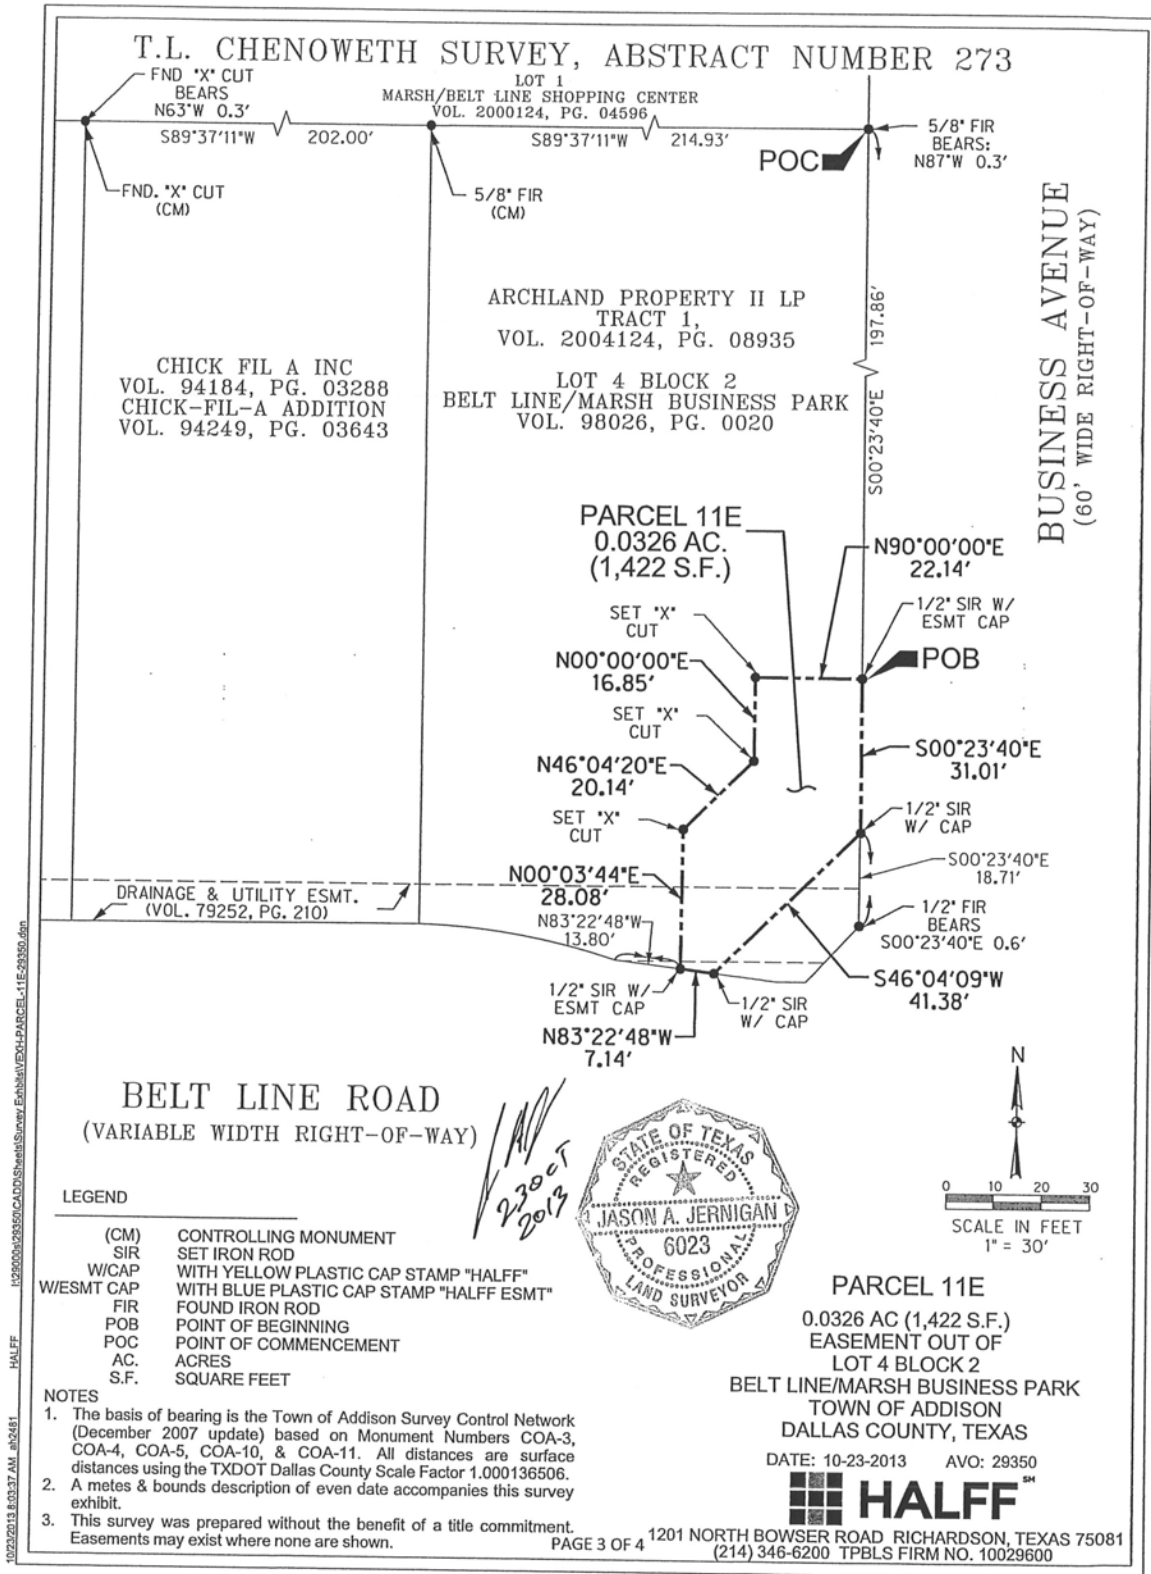 T.L. CHENOWETH SURVEY, ABSTRACT NUMBER 273
FND "X" CUT
BEARS
N63°W 0.3'
LOT 1
MARSH/BELT LINE SHOPPING CENTER
VOL. 2000124, PG. 04596
S89°37'11"W 202.00'
S89°37'11"W 214.93'
POC
5/8" FIR
BEARS:
N87°W 0.3'
FND. "X" CUT
(CM)
5/8" FIR
(CM)
BUSINESS AVENUE
(60' WIDE RIGHT-OF-WAY)
ARCHLAND PROPERTY II LP
TRACT 1,
VOL. 2004124, PG. 08935
LOT 4 BLOCK 2
BELT LINE/MARSH BUSINESS PARK
VOL. 98026, PG. 0020
CHICK FIL A INC
VOL. 94184, PG. 03288
CHICK-FIL-A ADDITION
VOL. 94249, PG. 03643
S00°23'40"E 197.86'
PARCEL 11E
0.0326 AC.
(1,422 S.F.)
N90°00'00"E
22.14'
SET "X"
CUT
1/2" SIR W/
ESMT CAP
N00°00'00"E
16.85'
POB
SET "X"
CUT
N46°04'20"E
20.14'
S00°23'40"E
31.01'
SET "X"
CUT
1/2" SIR
W/ CAP
N00°03'44"E
28.08'
S00°23'40"E
18.71'
DRAINAGE & UTILITY ESMT.
(VOL. 79252, PG. 210)
N83°22'48"W
13.80'
1/2" FIR
BEARS
S00°23'40"E 0.6'
S46°04'09"W
41.38'
1/2" SIR W/
ESMT CAP
1/2" SIR
W/ CAP
N83°22'48"W
7.14'
BELT LINE ROAD
(VARIABLE WIDTH RIGHT-OF-WAY)
23 OCT
2013
STATE OF TEXAS
REGISTERED
JASON A. JERNIGAN
6023
PROFESSIONAL
LAND SURVEYOR
N
0 10 20 30
SCALE IN FEET
1" = 30'
LEGEND
(CM) CONTROLLING MONUMENT
SIR SET IRON ROD
W/CAP WITH YELLOW PLASTIC CAP STAMP "HALFF"
W/ESMT CAP WITH BLUE PLASTIC CAP STAMP "HALFF ESMT"
FIR FOUND IRON ROD
POB POINT OF BEGINNING
POC POINT OF COMMENCEMENT
AC. ACRES
S.F. SQUARE FEET
NOTES
1. The basis of bearing is the Town of Addison Survey Control Network
(December 2007 update) based on Monument Numbers COA-3,
COA-4, COA-5, COA-10, & COA-11. All distances are surface
distances using the TXDOT Dallas County Scale Factor 1.000136506.
2. A metes & bounds description of even date accompanies this survey
exhibit.
3. This survey was prepared without the benefit of a title commitment.
Easements may exist where none are shown.
PARCEL 11E
0.0326 AC (1,422 S.F.)
EASEMENT OUT OF
LOT 4 BLOCK 2
BELT LINE/MARSH BUSINESS PARK
TOWN OF ADDISON
DALLAS COUNTY, TEXAS
DATE: 10-23-2013 AVO: 29350
HALFF SM
PAGE 3 OF 4
1201 NORTH BOWSER ROAD RICHARDSON, TEXAS 75081
(214) 346-6200 TPBLS FIRM NO. 10029600
10/23/2013 8:03:37 AM ah2481 HALFF I:\29000s\29350\CADD\Sheets\Survey Exhibits\VEXH-PARCEL-11E-29350.dgn